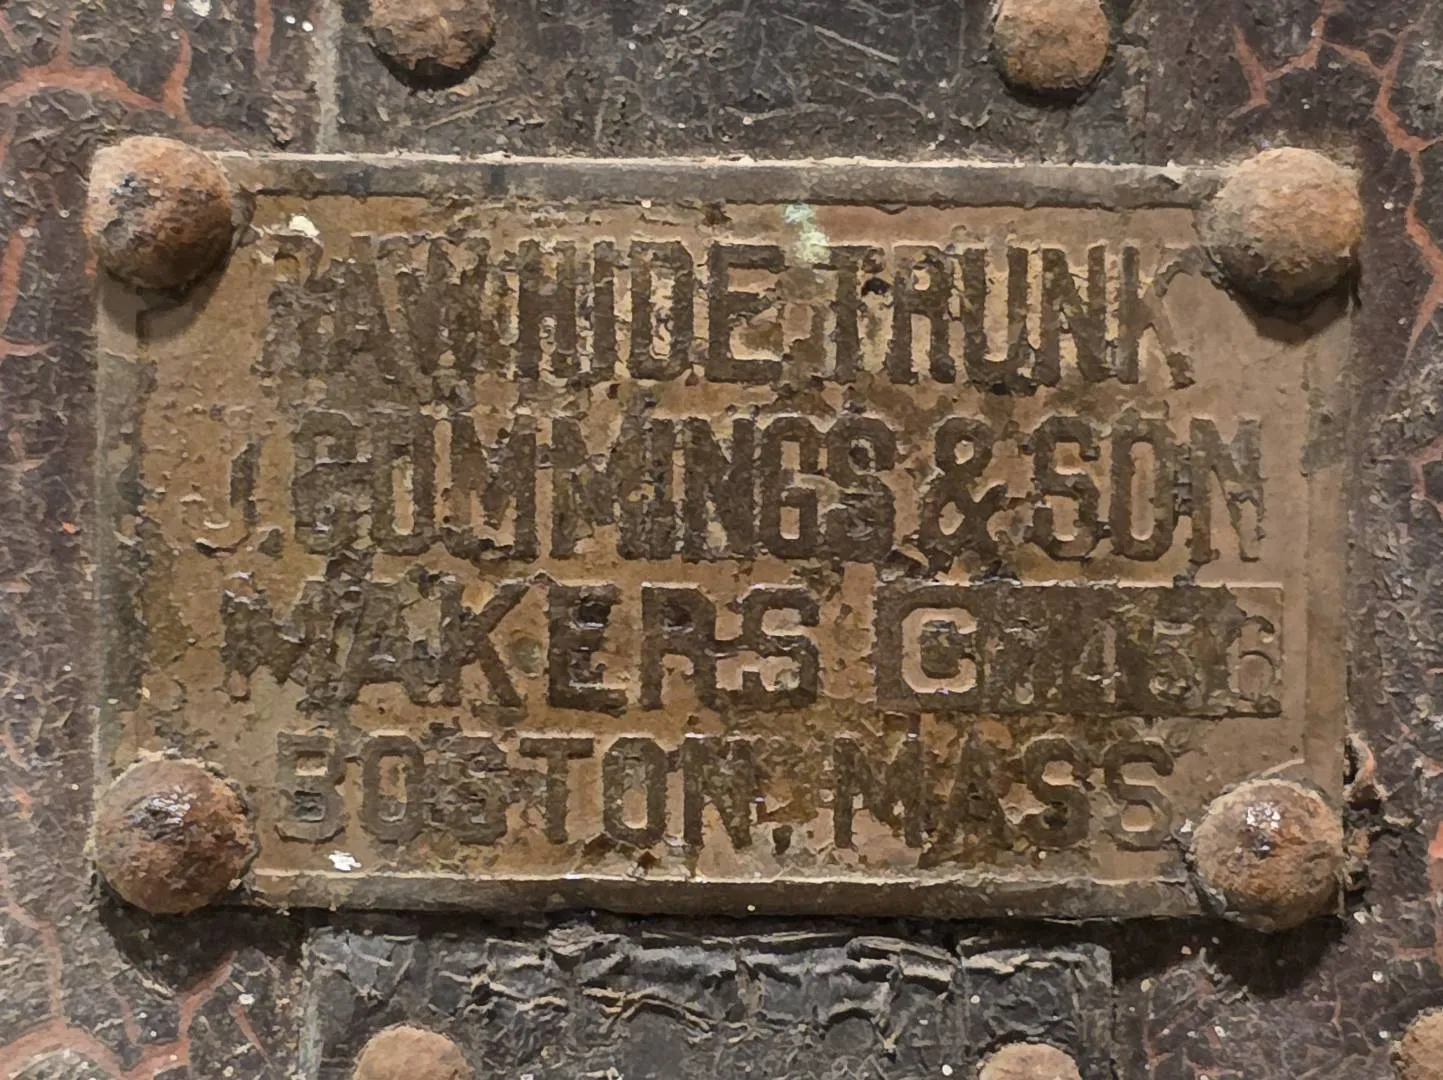 RAWHIDE TRUNK
J. CUMMINGS & SON
MAKERS
BOSTON, MASS